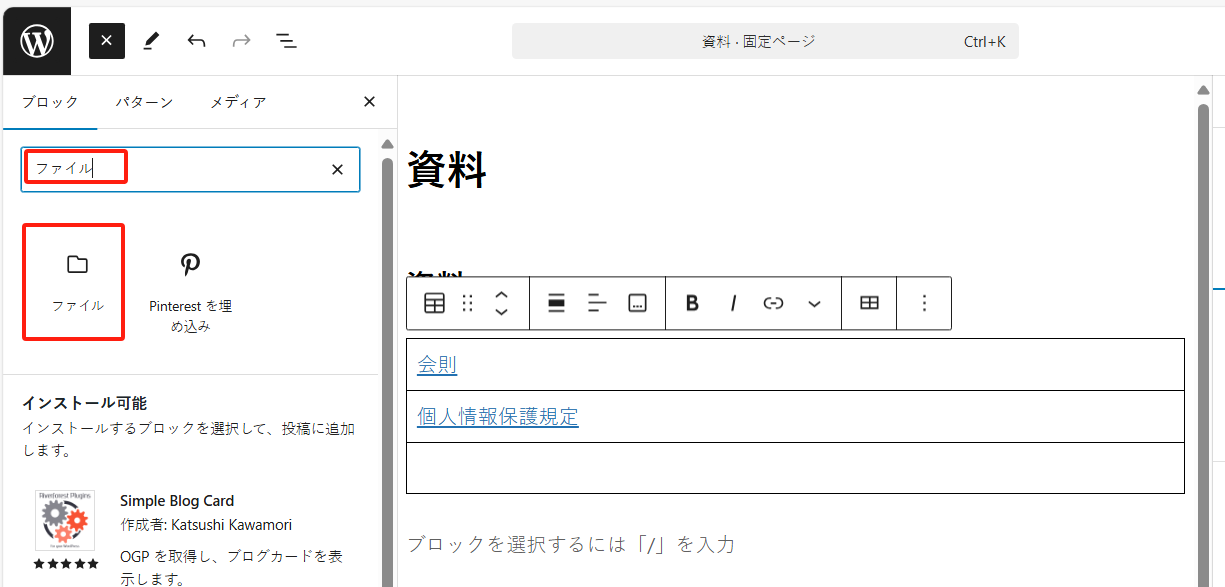 資料 · 固定ページ
Ctrl+K
ブロック
パターン
メディア
ファイル
ファイル
Pinterest を埋
め込み
インストール可能
インストールするブロックを選択して、投稿に追加
します。
Riverforest Plugins
Simple Blog Card
作成者: Katsushi Kawamori
OGP を取得し、ブログカードを表
示します。
資料
資料
B
I
会則
個人情報保護規定
ブロックを選択するには「/」を入力